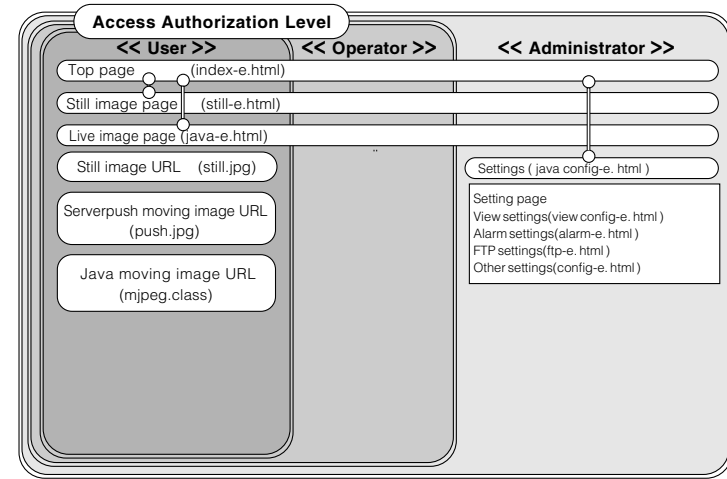 Access Authorization Level
<< User >>
<< Operator >>
<< Administrator >>
Top page (index-e.html)
Still image page (still-e.html)
Live image page (java-e.html)
Still image URL (still.jpg)
Serverpush moving image URL
(push.jpg)
Java moving image URL
(mjpeg.class)
Settings ( java config-e. html )
Setting page
View settings(view config-e. html )
Alarm settings(alarm-e. html )
FTP settings(ftp-e. html )
Other settings(config-e. html )